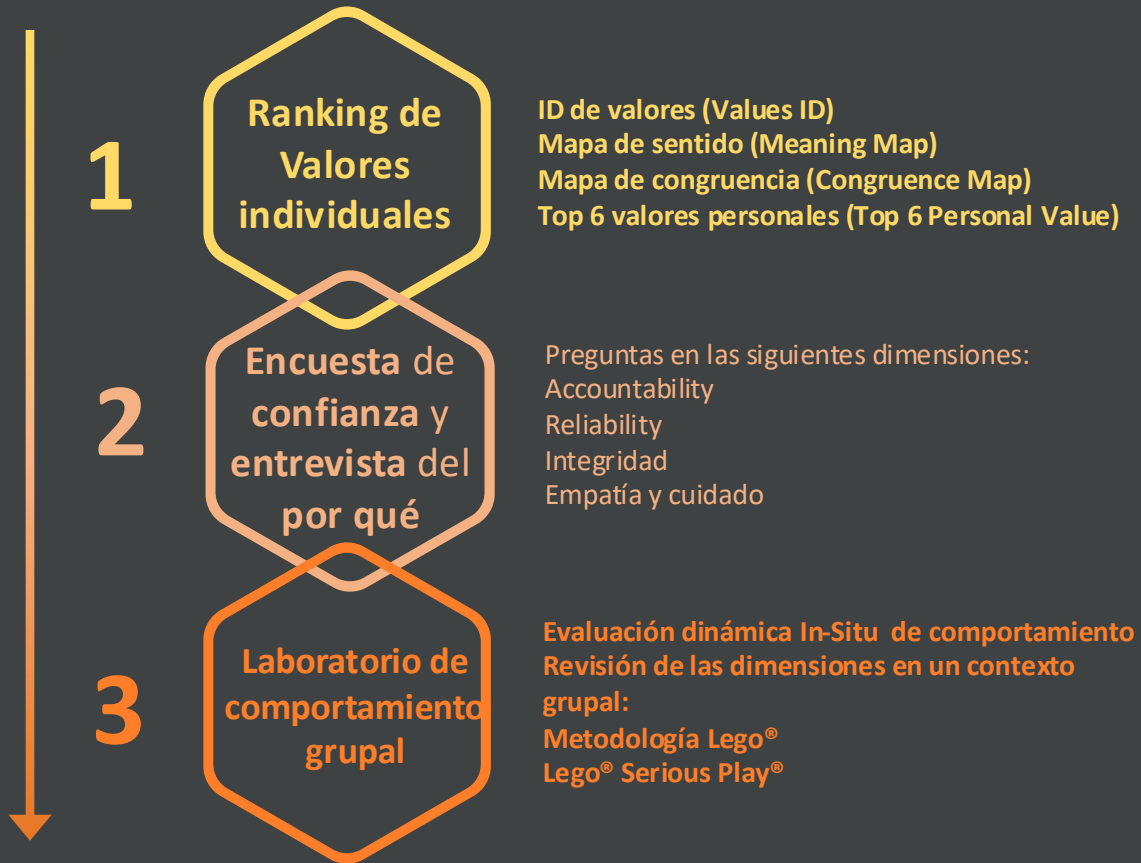 1
Ranking de
Valores
individuales
ID de valores (Values ID)
Mapa de sentido (Meaning Map)
Mapa de congruencia (Congruence Map)
Top 6 valores personales (Top 6 Personal Value)
2
Encuesta de
confianza y
entrevista del
por qué
Preguntas en las siguientes dimensiones:
Accountability
Reliability
Integridad
Empatía y cuidado
3
Laboratorio de
comportamiento
grupal
Evaluación dinámica In-Situ de comportamiento
Revisión de las dimensiones en un contexto
grupal:
Metodología Lego®
Lego® Serious Play®